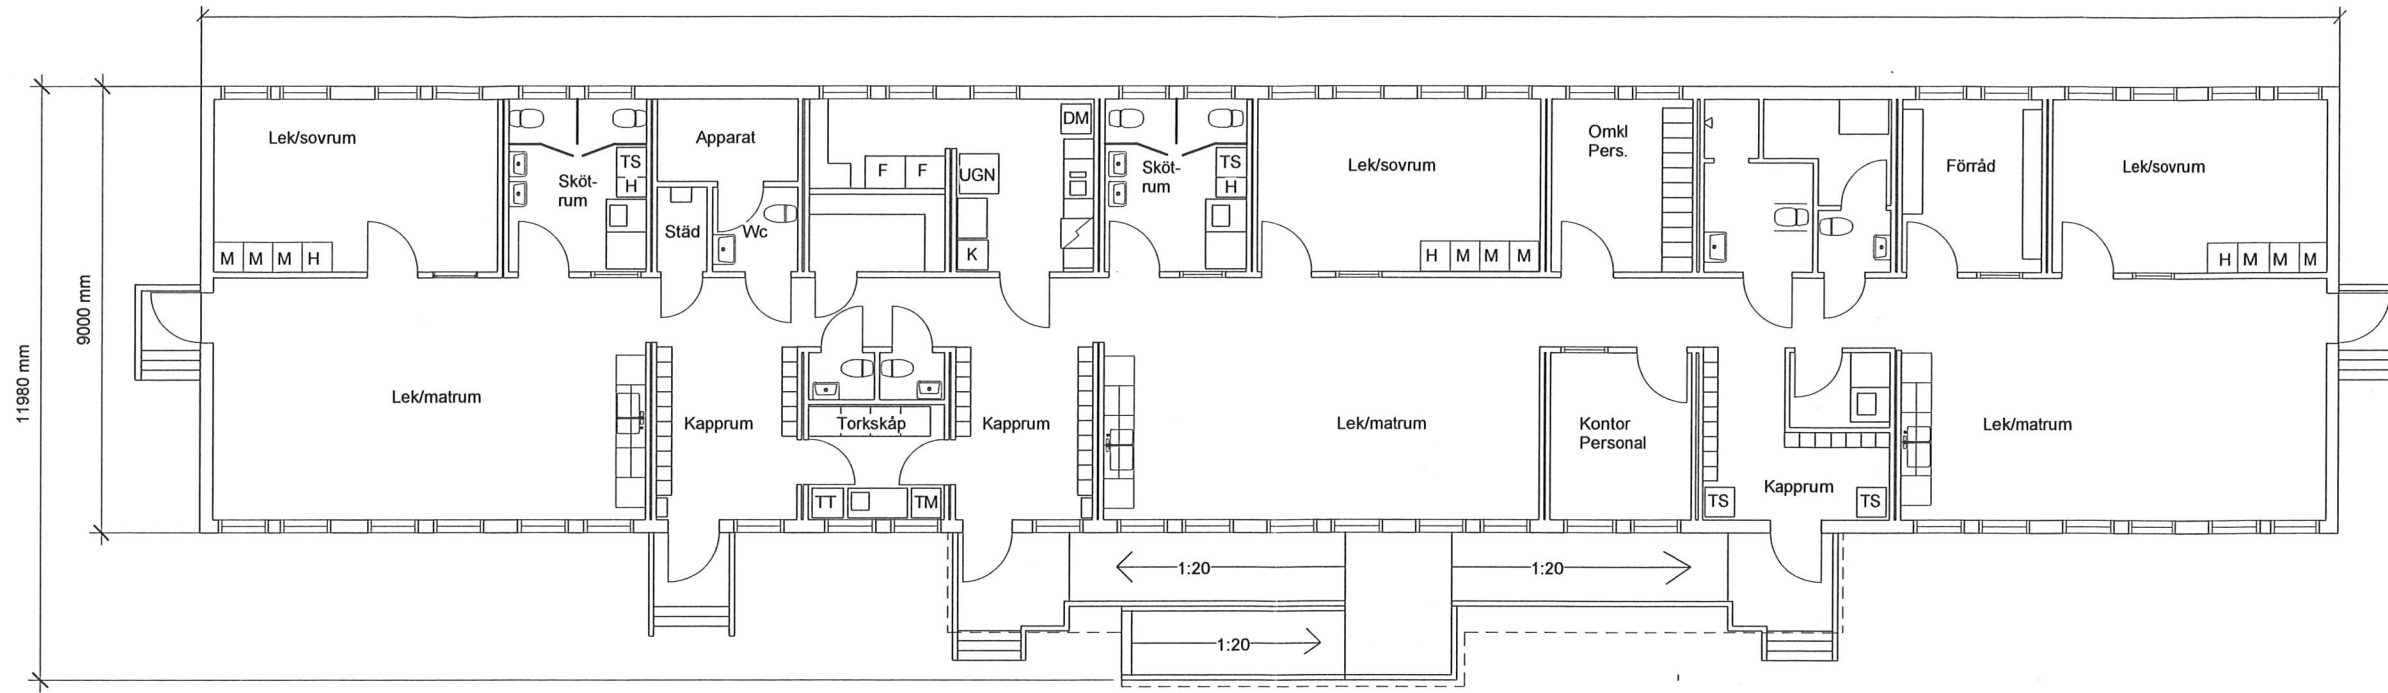 DM
Lek/sovrum
Apparat
Omkl
Pers.
TS
F
F
UGN
TS
Lek/sovrum
Förråd
Lek/sovrum
Sköt-
rum
H
Sköt-
rum
H
Städ
Wc
M
M
M
H
K
H
M
M
M
H
M
M
M
9000 mm
11980 mm
Lek/matrum
Kapprum
Torkskåp
Kapprum
Lek/matrum
Kontor
Personal
Lek/matrum
Kapprum
TT
TM
TS
TS
1:20
1:20
1:20